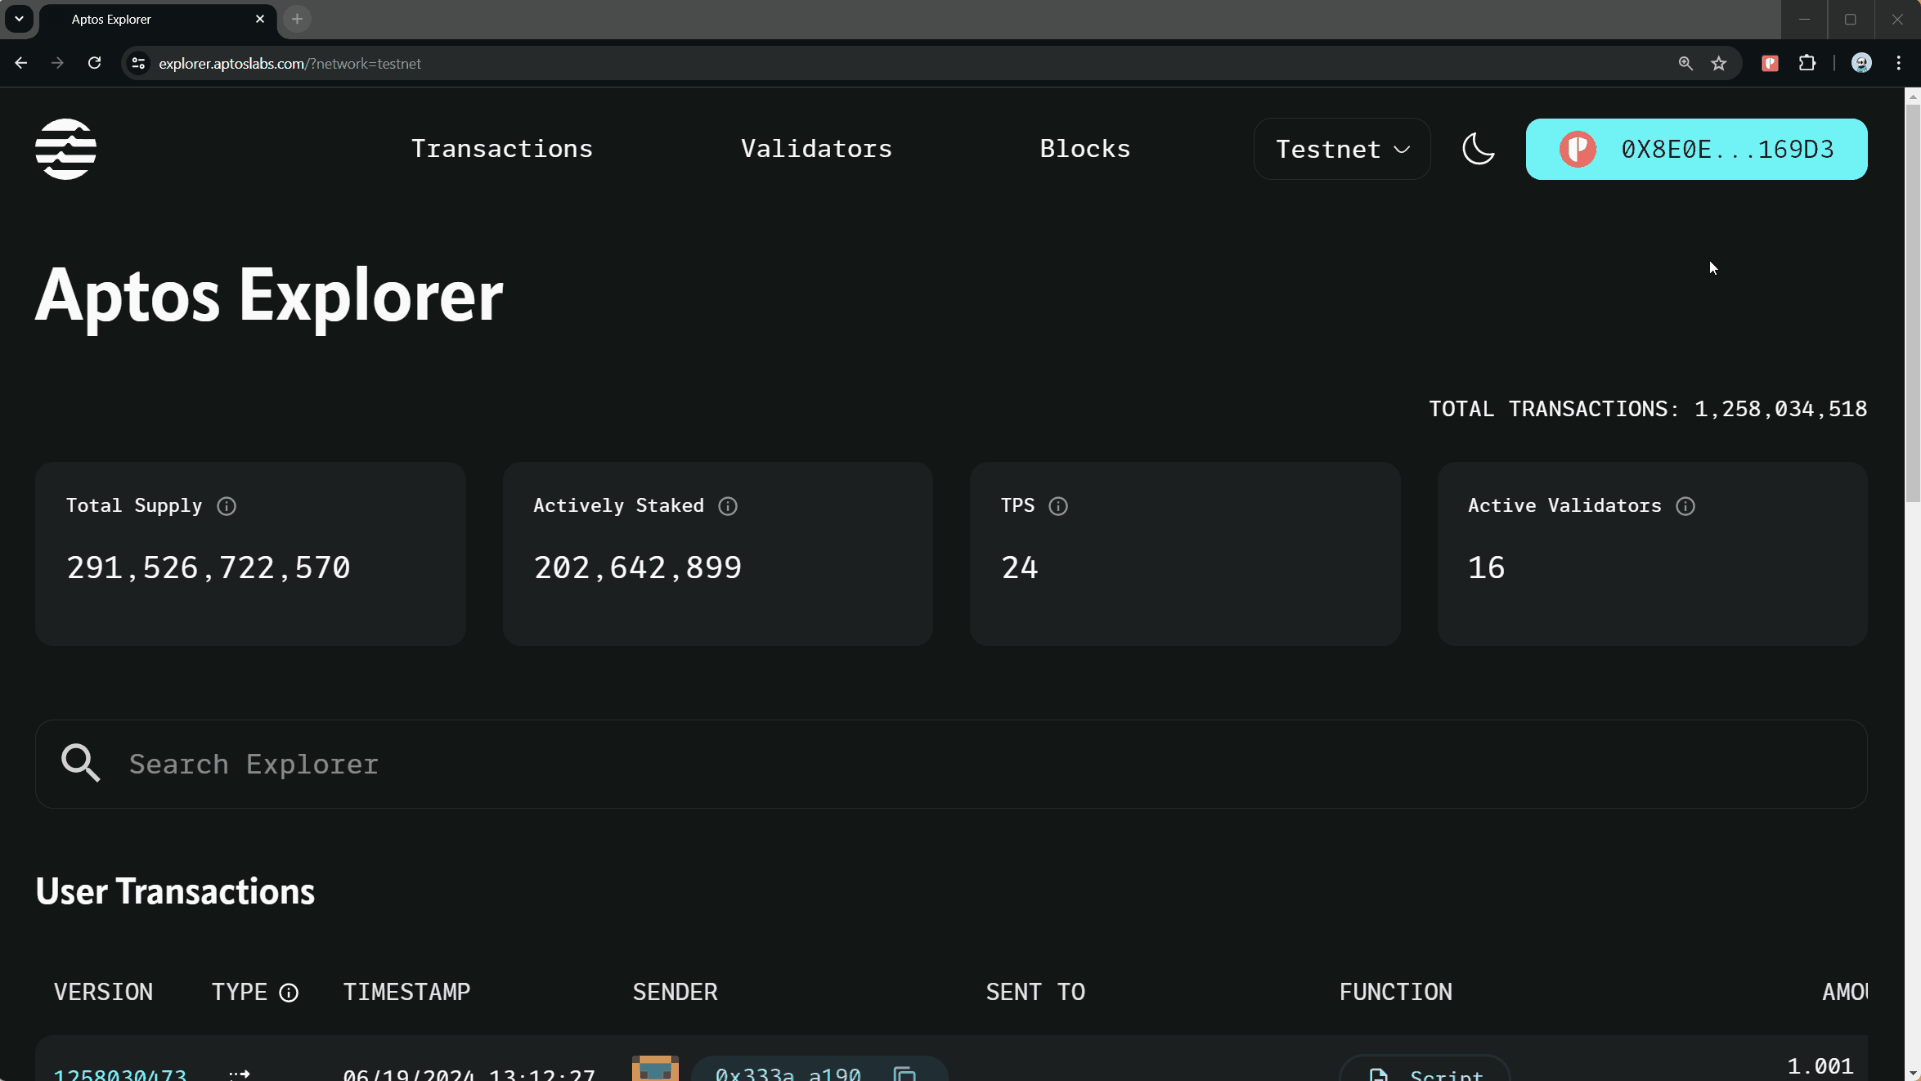 Aptos Explorer
explorer.aptoslabs.com/?network=testnet
Transactions Validators Blocks Testnet 0X8E0E...169D3
Aptos Explorer
TOTAL TRANSACTIONS: 1,258,034,518
Total Supply Actively Staked TPS Active Validators
291,526,722,570 202,642,899 24 16
Search Explorer
User Transactions
VERSION TYPE TIMESTAMP SENDER SENT TO FUNCTION AMOU
1.001
1258030473 06/19/2024 13:12:27 0x333a…a190 Script